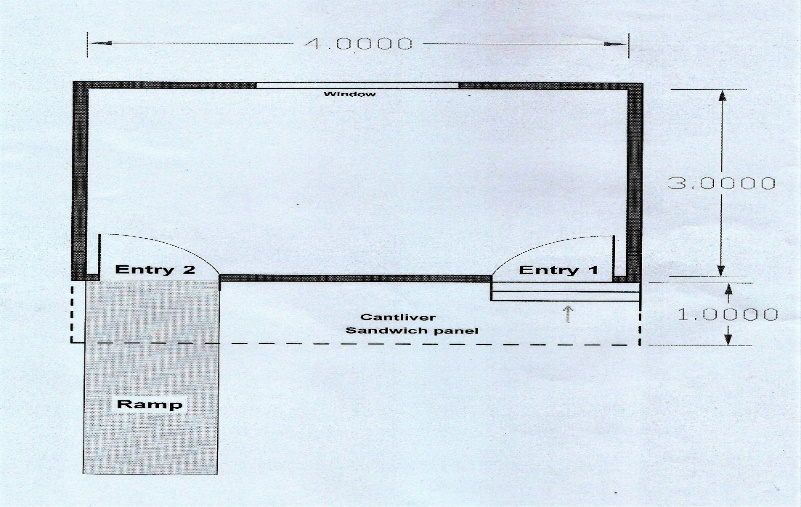 4.0000
Window
3.0000
Entry 2
Entry 1
1.0000
Cantliver
Sandwich panel
Ramp